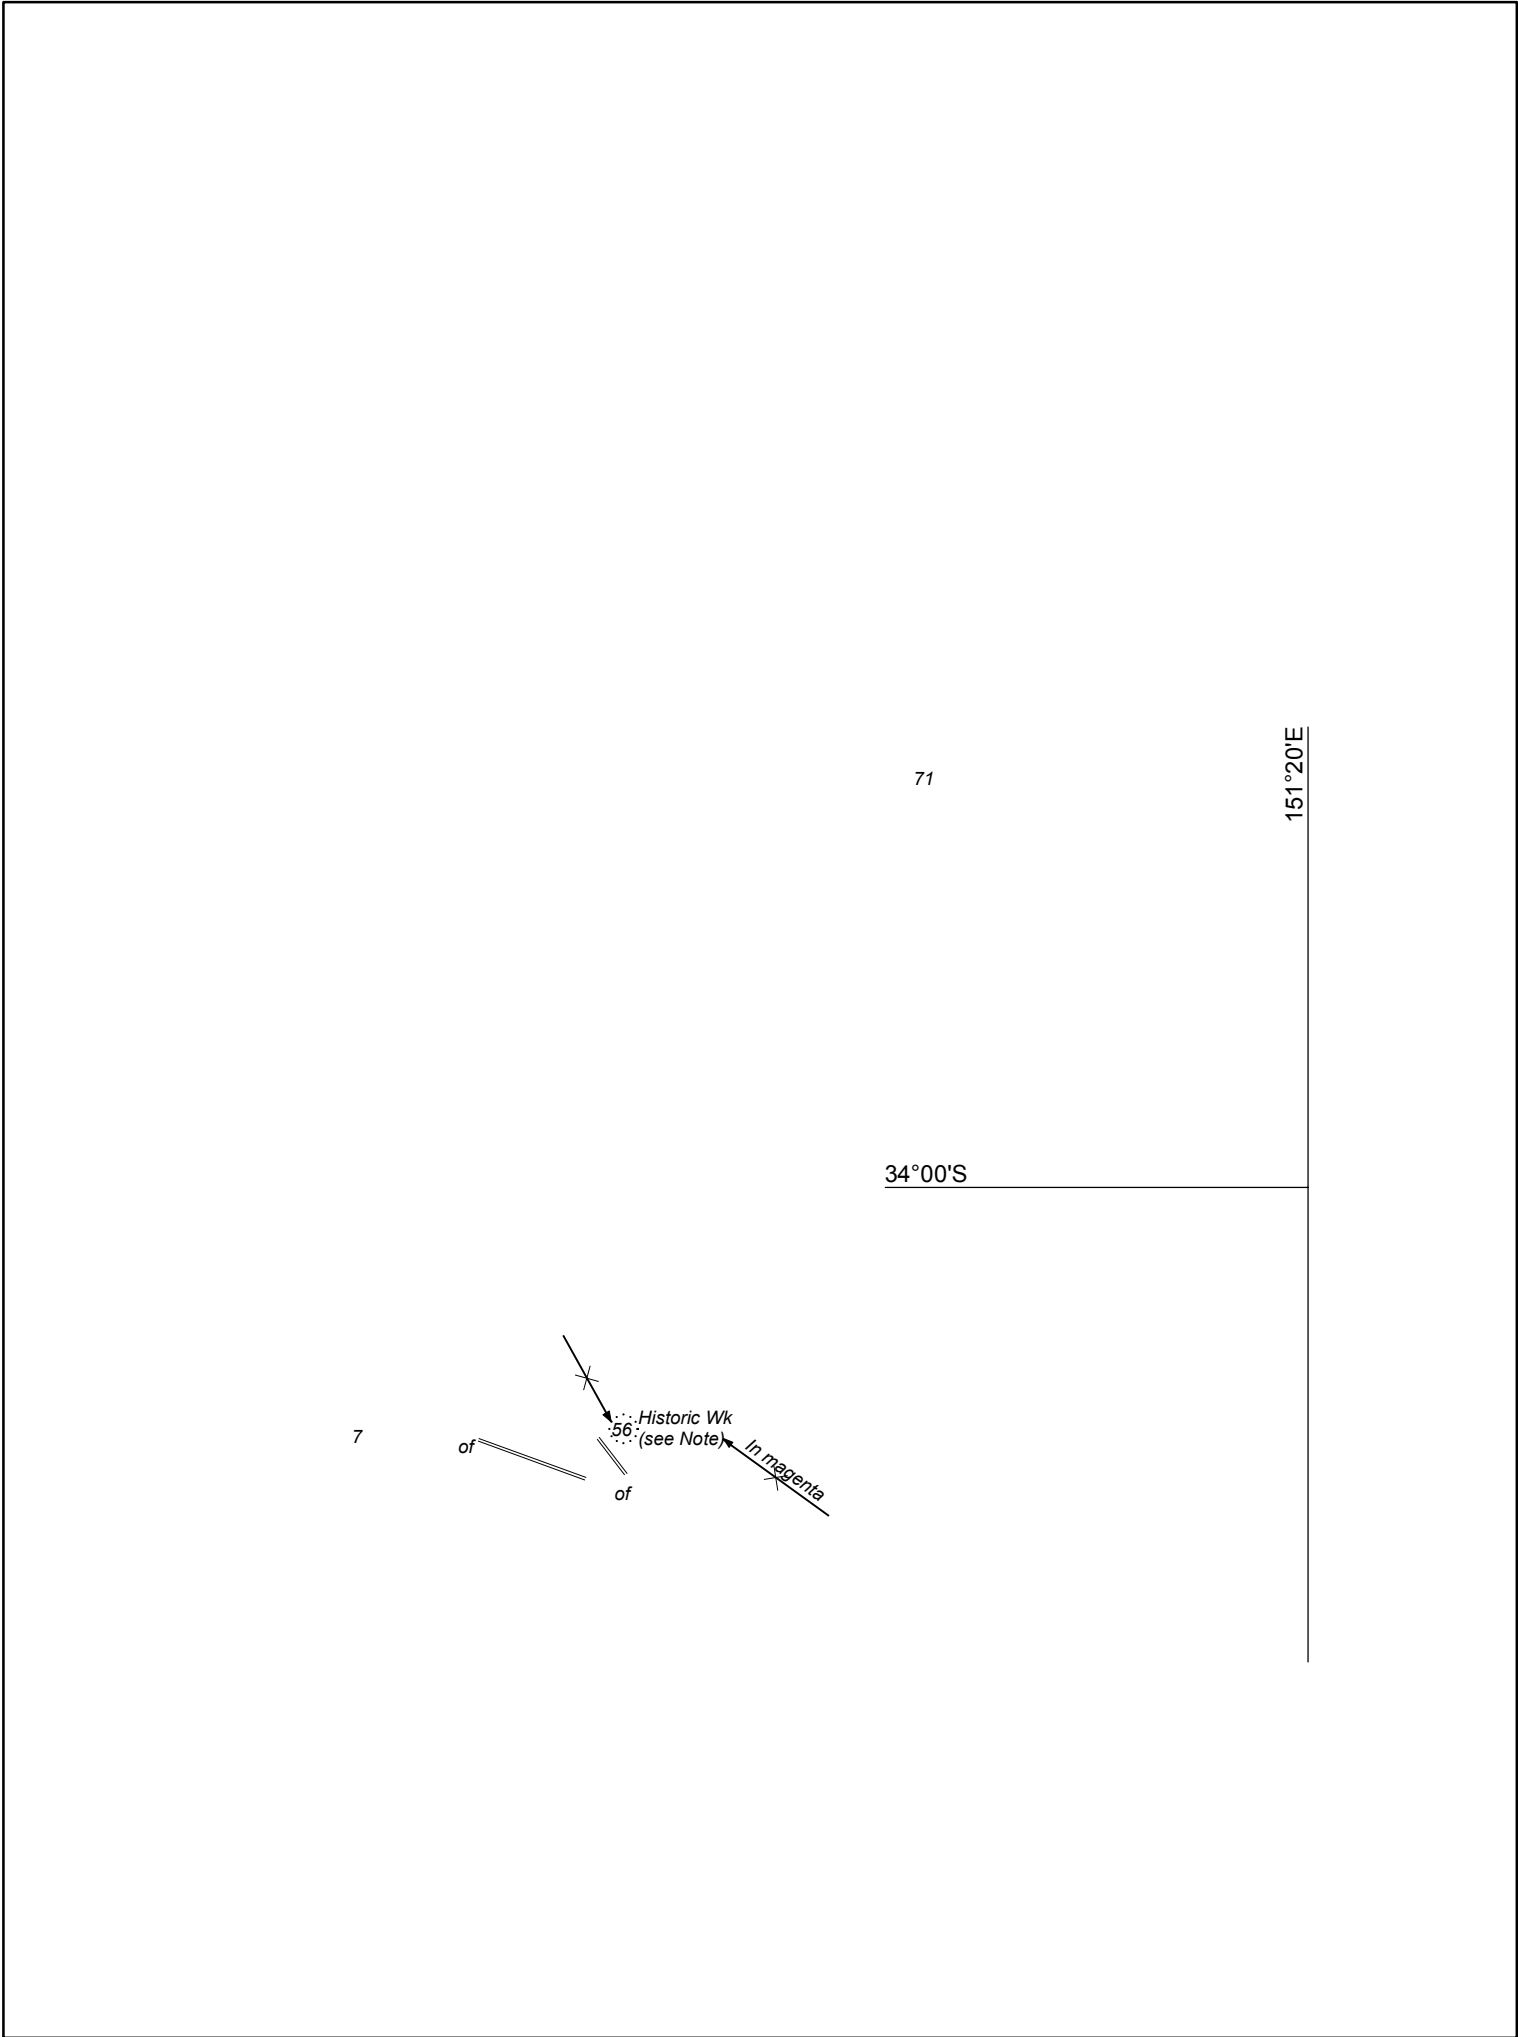 151°20'E
71
34°00'S
56
Historic Wk
(see Note)
In magenta
7
of
of